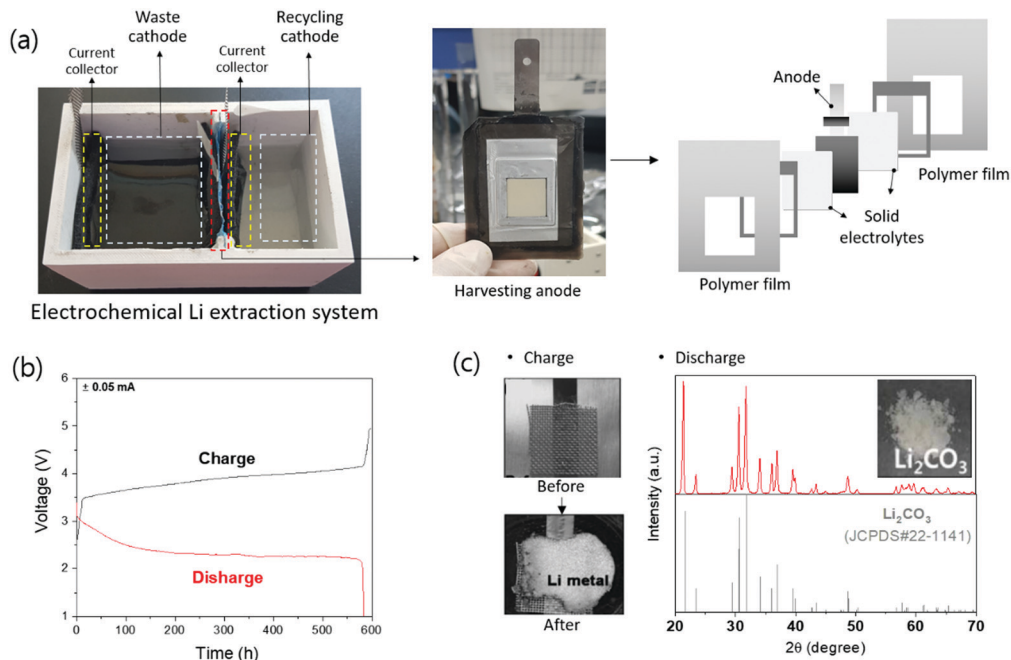 (a)
Waste
cathode
Recycling
cathode
Current
collector
Current
collector
Electrochemical Li extraction system
Harvesting anode
Anode
Polymer film
Solid
electrolytes
Polymer film
(b)
± 0.05 mA
Charge
Disharge
Voltage (V)
6
5
4
3
2
1
0 100 200 300 400 500 600
Time (h)
(c)
• Charge
Before
Li metal
After
• Discharge
Li₂CO₃
Li₂CO₃
(JCPDS#22-1141)
Intensity (a.u.)
20 30 40 50 60 70
2θ (degree)